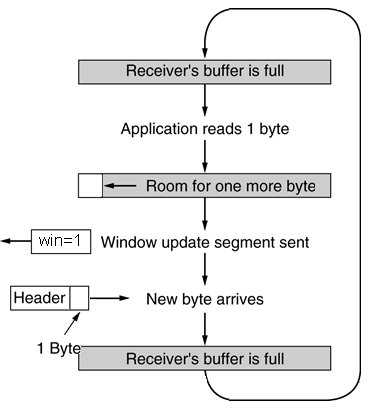 Receiver's buffer is full
Application reads 1 byte
Room for one more byte
win=1
Window update segment sent
Header
New byte arrives
1 Byte
Receiver's buffer is full